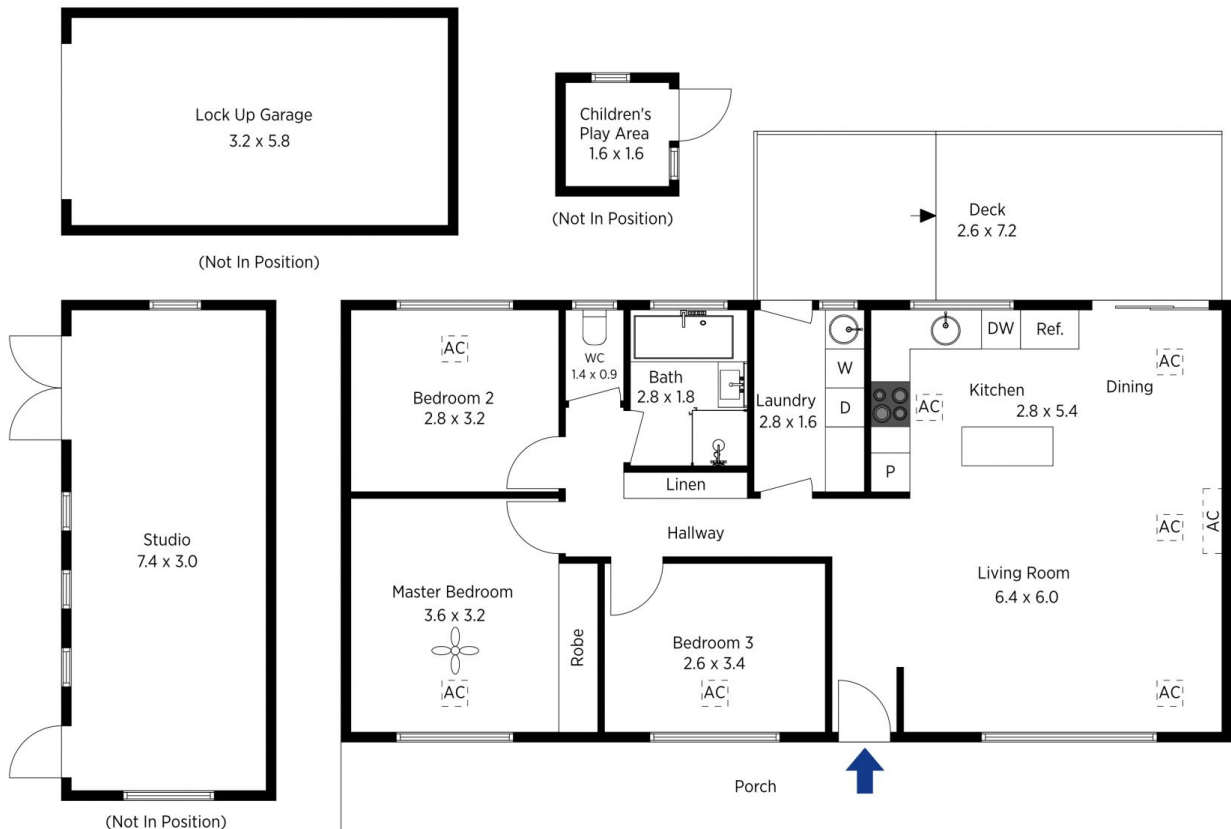 Lock Up Garage
3.2 x 5.8
(Not In Position)
Children's
Play Area
1.6 x 1.6
(Not In Position)
Deck
2.6 x 7.2
Studio
7.4 x 3.0
(Not In Position)
AC
Bedroom 2
2.8 x 3.2
WC
1.4 x 0.9
Bath
2.8 x 1.8
Laundry
2.8 x 1.6
W
D
DW
Ref.
Kitchen
2.8 x 5.4
AC
P
Dining
AC
Linen
Hallway
AC
AC
Living Room
6.4 x 6.0
AC
Master Bedroom
3.6 x 3.2
AC
Robe
Bedroom 3
2.6 x 3.4
AC
Porch